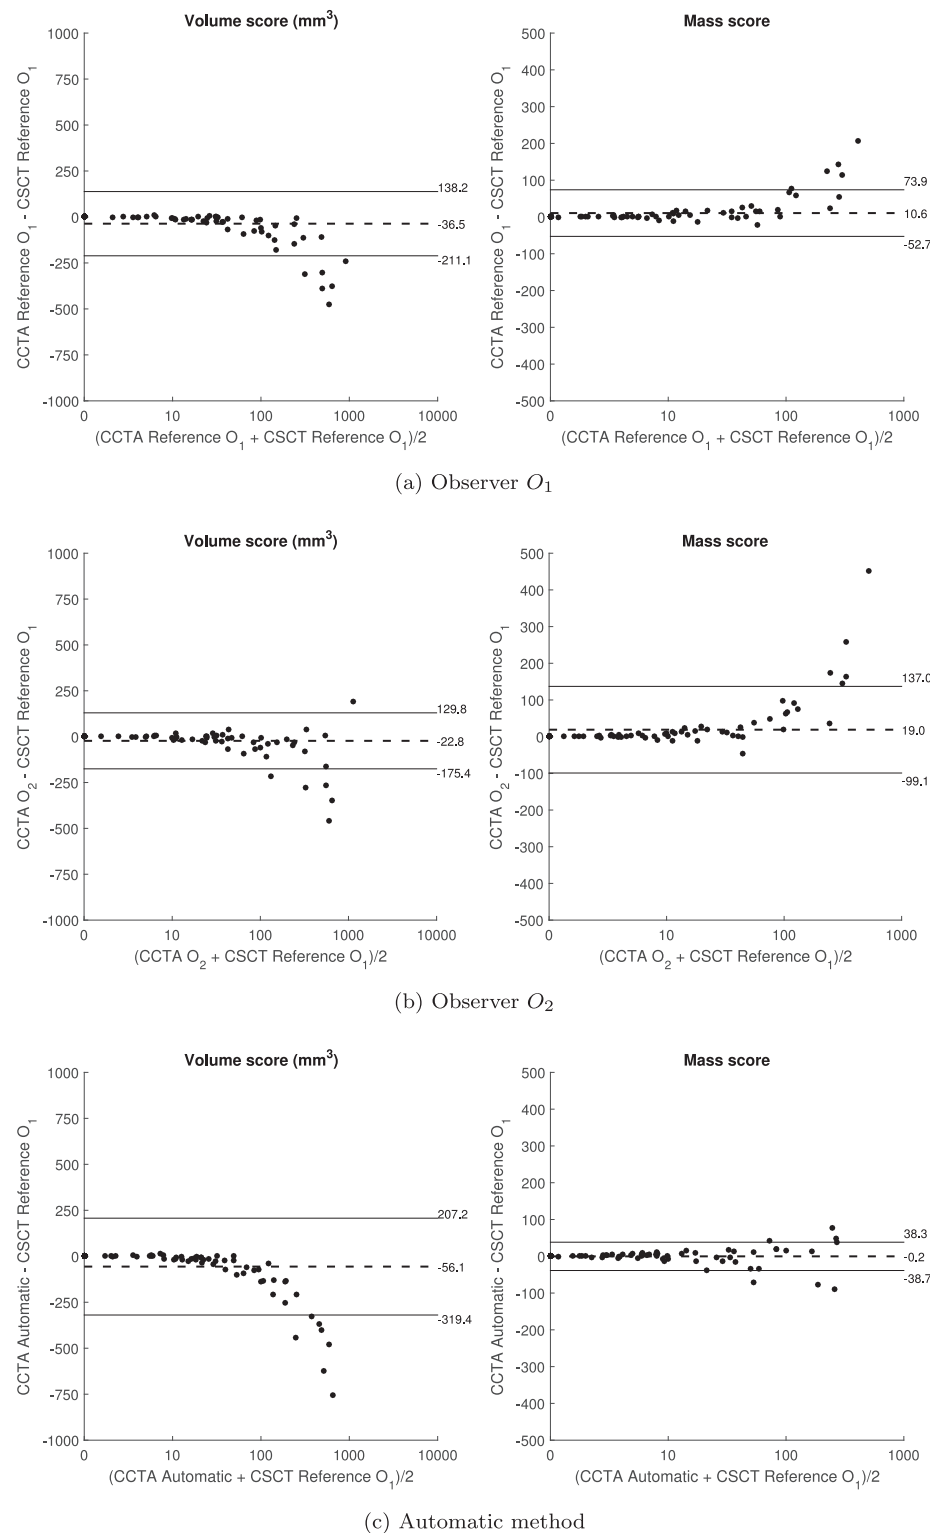 Volume score (mm³)
1000
750
500
250
0
-250
-500
-750
-1000
CCTA Reference O₁ - CSCT Reference O₁
138.2
-36.5
-211.1
0 10 100 1000 10000
(CCTA Reference O₁ + CSCT Reference O₁)/2
Mass score
500
400
300
200
100
0
-100
-200
-300
-400
-500
CCTA Reference O₁ - CSCT Reference O₁
73.9
10.6
-52.7
0 10 100 1000
(CCTA Reference O₁ + CSCT Reference O₁)/2
(a) Observer O₁
Volume score (mm³)
1000
750
500
250
0
-250
-500
-750
-1000
CCTA O₂ - CSCT Reference O₁
129.8
-22.8
-175.4
0 10 100 1000 10000
(CCTA O₂ + CSCT Reference O₁)/2
Mass score
500
400
300
200
100
0
-100
-200
-300
-400
-500
CCTA O₂ - CSCT Reference O₁
137.0
19.0
-99.1
0 10 100 1000
(CCTA O₂ + CSCT Reference O₁)/2
(b) Observer O₂
Volume score (mm³)
1000
750
500
250
0
-250
-500
-750
-1000
CCTA Automatic - CSCT Reference O₁
207.2
-56.1
-319.4
0 10 100 1000 10000
(CCTA Automatic + CSCT Reference O₁)/2
Mass score
500
400
300
200
100
0
-100
-200
-300
-400
-500
CCTA Automatic - CSCT Reference O₁
38.3
-0.2
-38.7
0 10 100 1000
(CCTA Automatic + CSCT Reference O₁)/2
(c) Automatic method